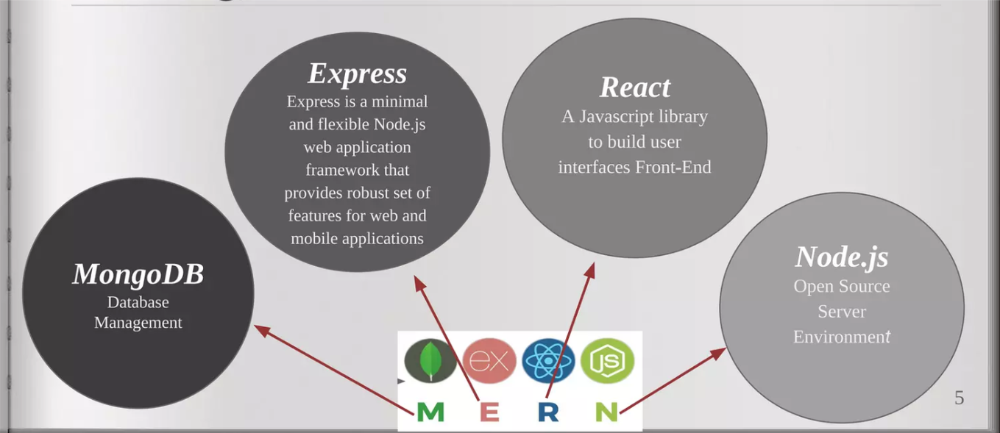 Express
Express is a minimal
and flexible Node.js
web application
framework that
provides robust set of
features for web and
mobile applications
React
A Javascript library
to build user
interfaces Front-End
MongoDB
Database
Management
Node.js
Open Source
Server
Environment
ex
JS
M E R N
5